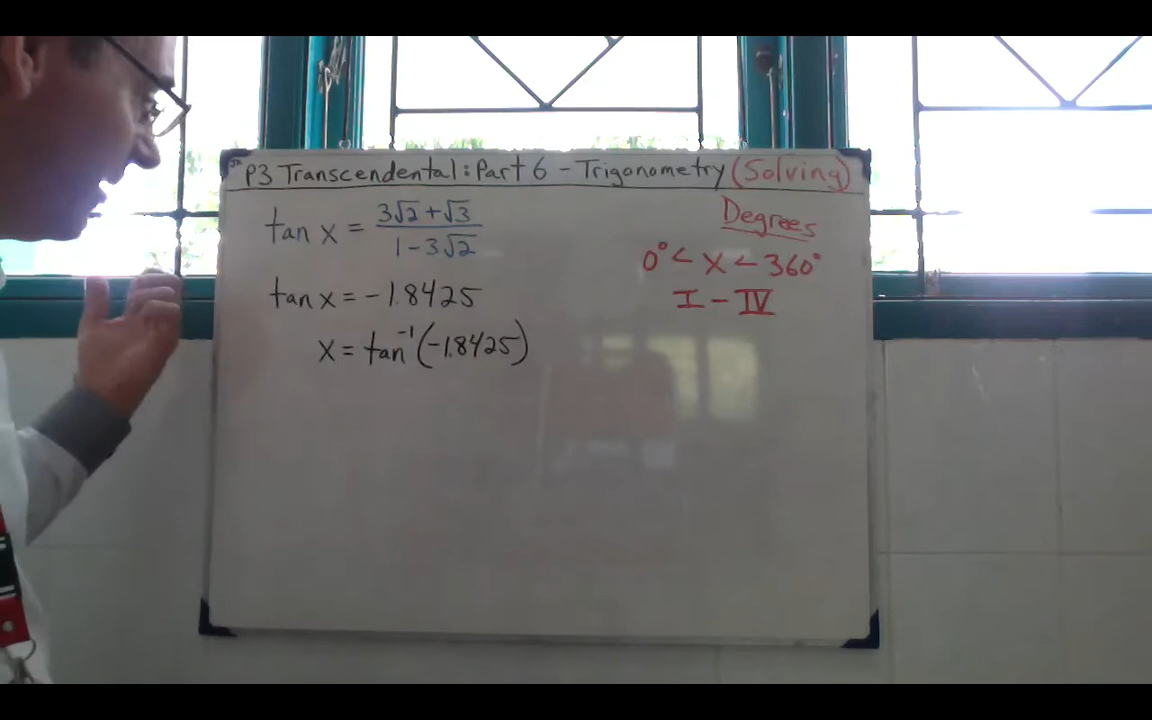 P3 Transcendental: Part 6 - Trigonometry (Solving)
tan x = (3√2 + √3)/(1 - 3√2)
tan x = -1.8425
x = tan⁻¹(-1.8425)
Degrees
0° < x < 360°
I - IV